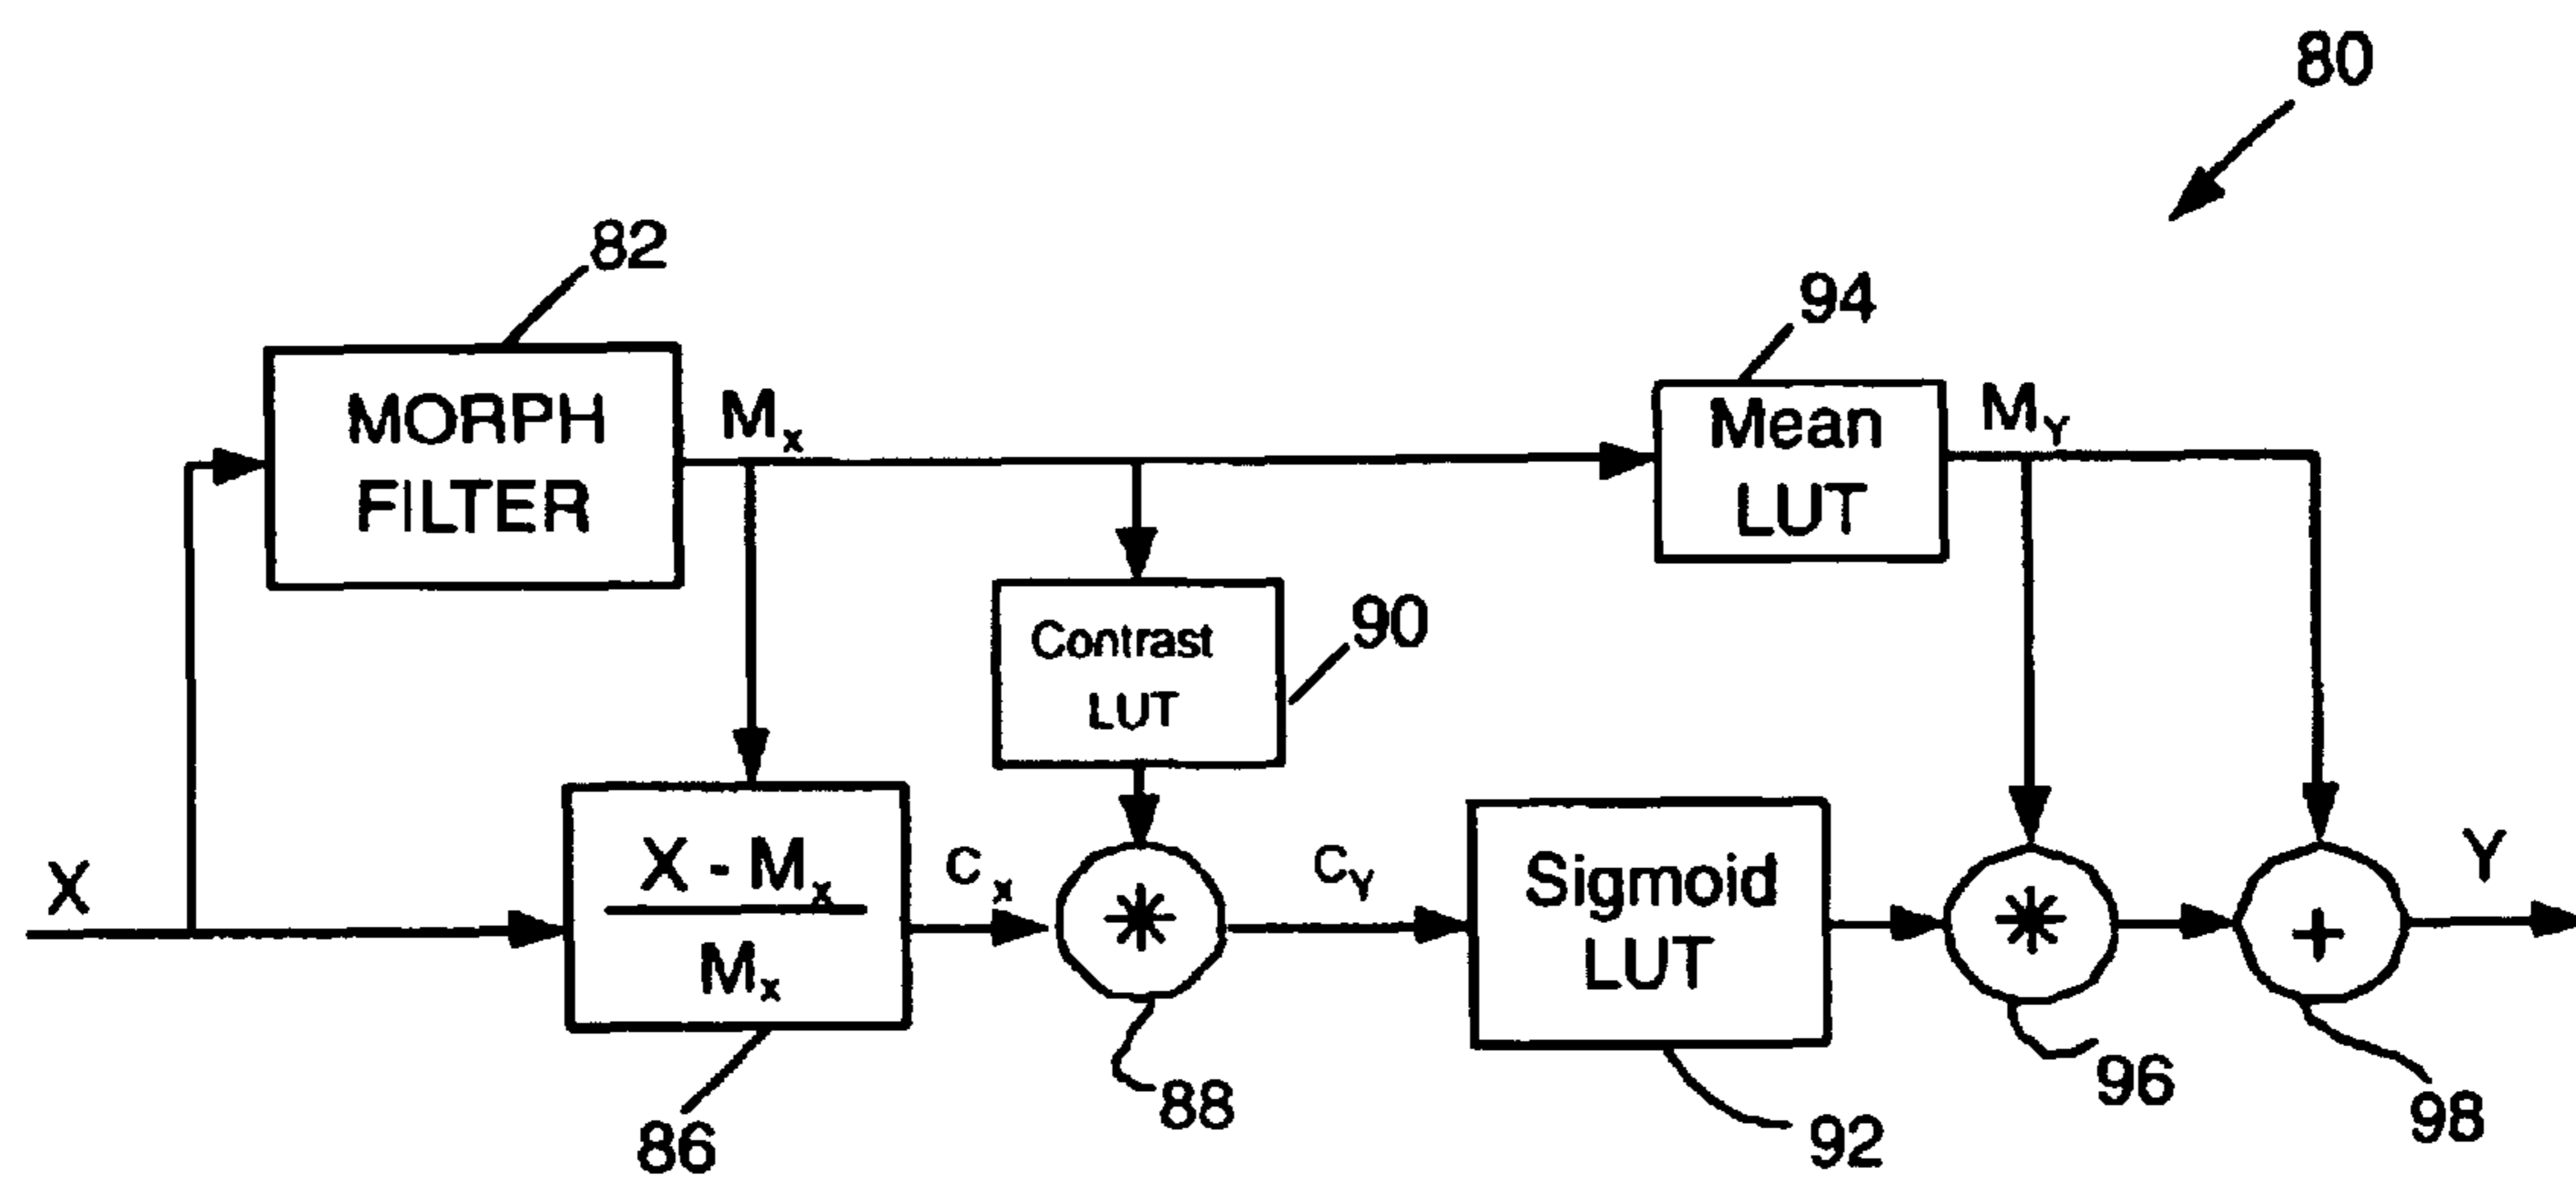 80
82
94
MORPH
FILTER
Mx
Mean
LUT
MY
Contrast
LUT
90
X
X - Mx
Mx
Cx
*
CY
Sigmoid
LUT
*
+
Y
86
88
92
96
98